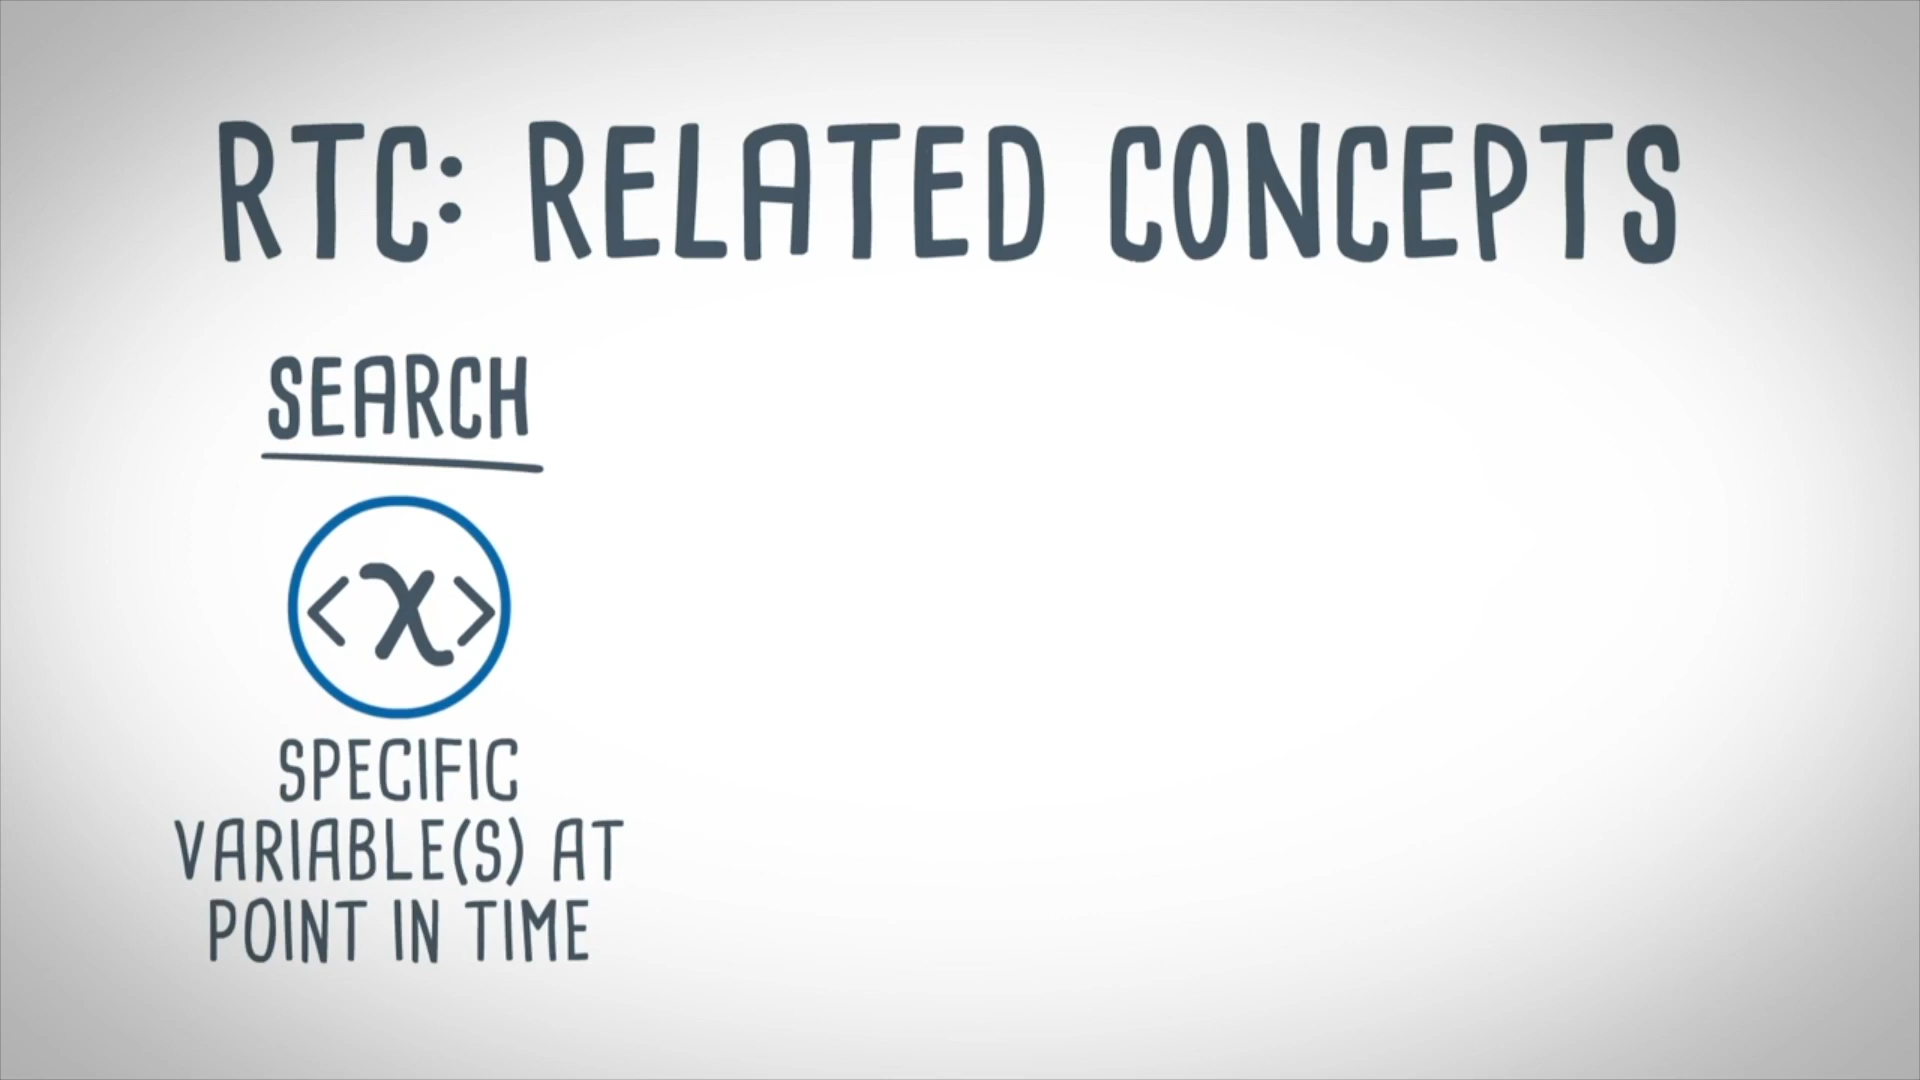 RTC: RELATED CONCEPTS
SEARCH
<x>
SPECIFIC
VARIABLE(S) AT
POINT IN TIME